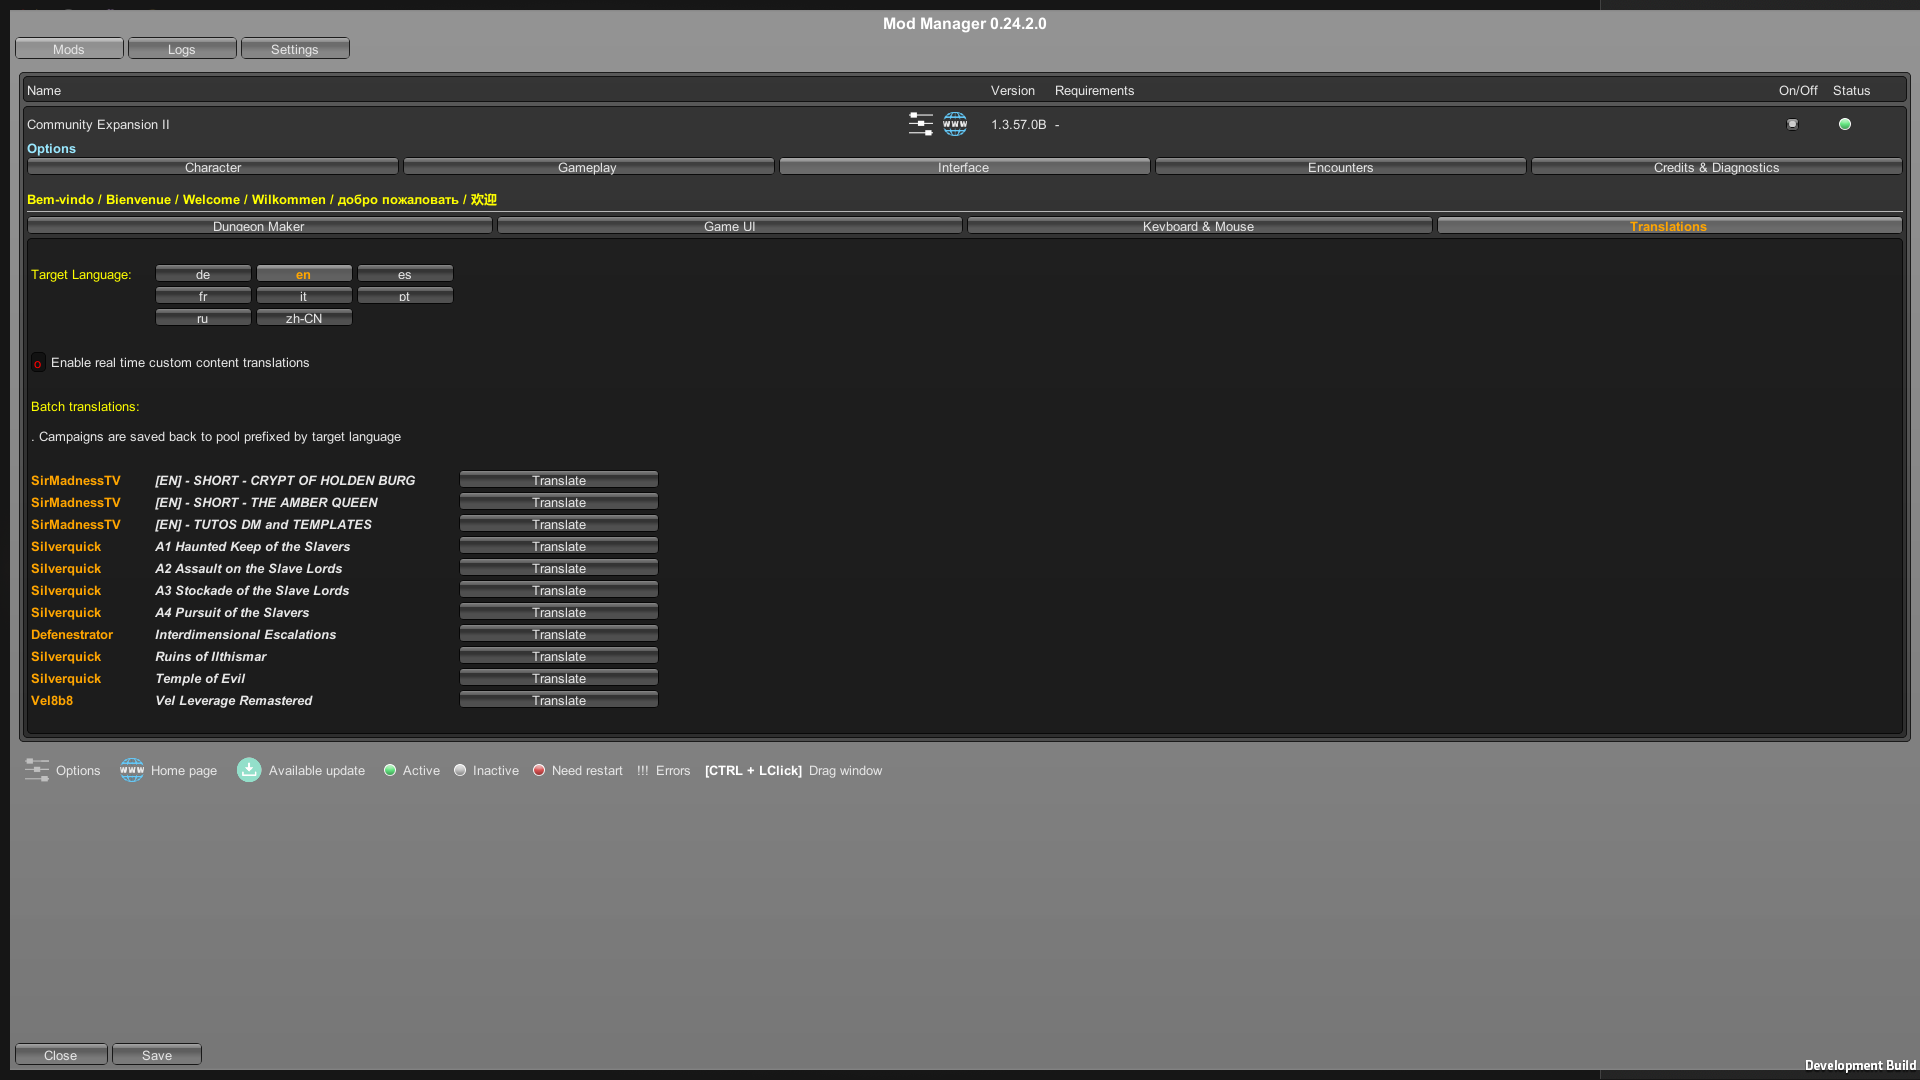 Mod Manager 0.24.2.0
Mods Logs Settings
Name Version Requirements On/Off Status
Community Expansion II www 1.3.57.0B - 
Options
Character Gameplay Interface Encounters Credits & Diagnostics
Bem-vindo / Bienvenue / Welcome / Wilkommen / добро пожаловать / 欢迎
Dungeon Maker Game UI Keyboard & Mouse Translations
Target Language: de en es
fr it pt
ru zh-CN
o Enable real time custom content translations
Batch translations:
. Campaigns are saved back to pool prefixed by target language
SirMadnessTV [EN] - SHORT - CRYPT OF HOLDEN BURG Translate
SirMadnessTV [EN] - SHORT - THE AMBER QUEEN Translate
SirMadnessTV [EN] - TUTOS DM and TEMPLATES Translate
Silverquick A1 Haunted Keep of the Slavers Translate
Silverquick A2 Assault on the Slave Lords Translate
Silverquick A3 Stockade of the Slave Lords Translate
Silverquick A4 Pursuit of the Slavers Translate
Defenestrator Interdimensional Escalations Translate
Silverquick Ruins of Ilthismar Translate
Silverquick Temple of Evil Translate
Vel8b8 Vel Leverage Remastered Translate
Options www Home page Available update Active Inactive Need restart !!! Errors [CTRL + LClick] Drag window
Close Save
Development Build